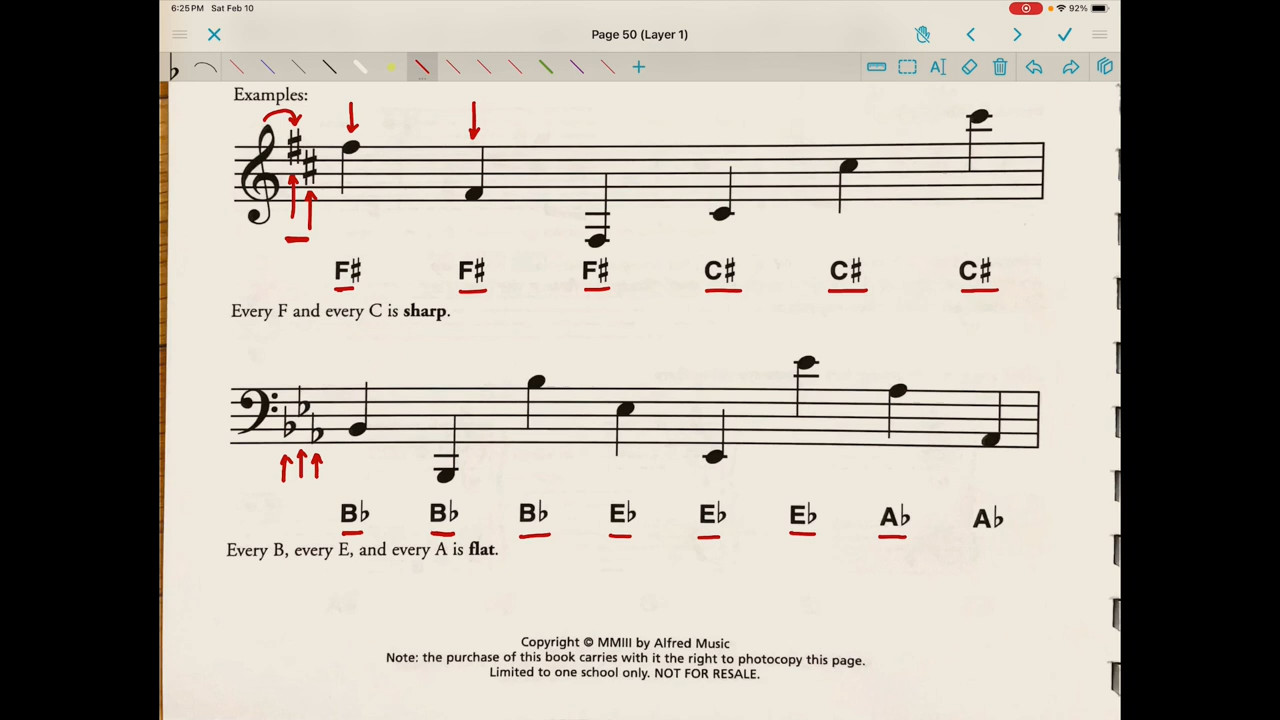 6:25 PM Sat Feb 10
92%
Page 50 (Layer 1)
Examples:
F♯ F♯ F♯ C♯ C♯ C♯
Every F and every C is sharp.
B♭ B♭ B♭ E♭ E♭ E♭ A♭ A♭
Every B, every E, and every A is flat.
Copyright © MMIII by Alfred Music
Note: the purchase of this book carries with it the right to photocopy this page.
Limited to one school only. NOT FOR RESALE.